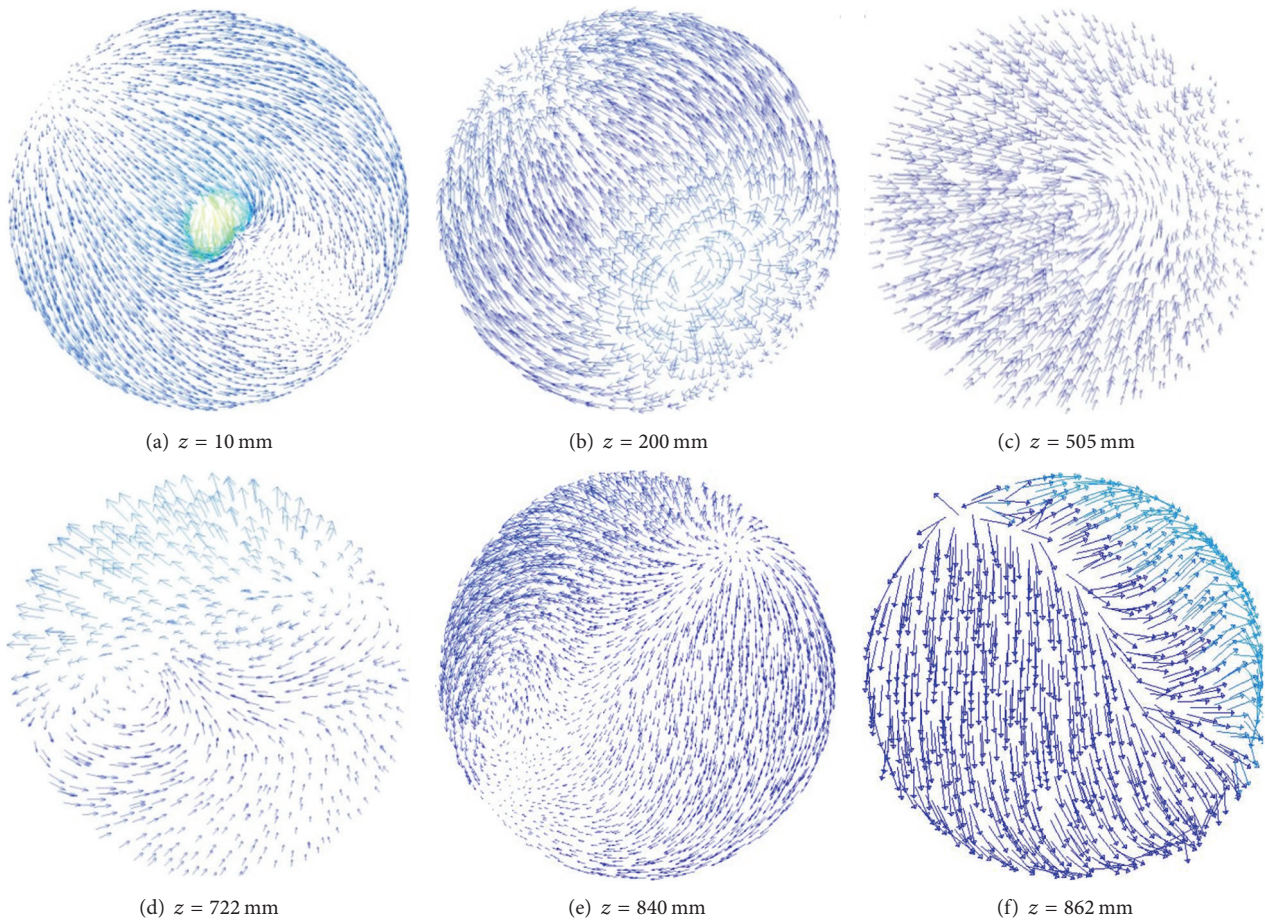 (a) z = 10 mm
(b) z = 200 mm
(c) z = 505 mm
(d) z = 722 mm
(e) z = 840 mm
(f) z = 862 mm